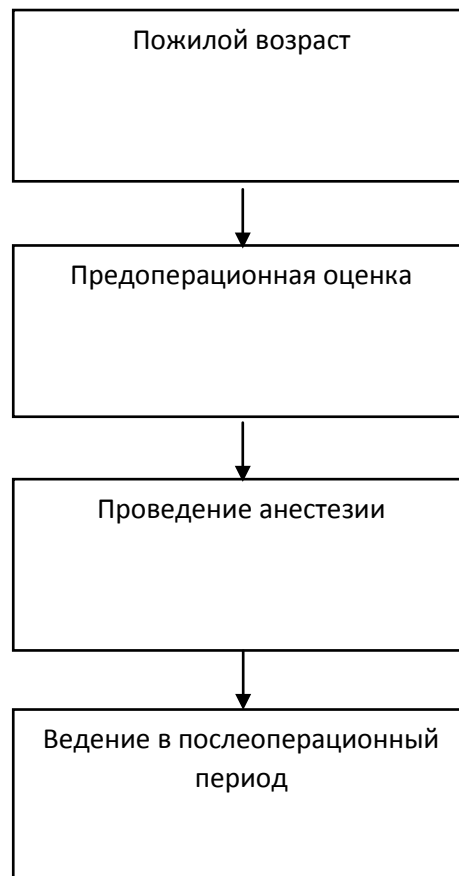 Пожилой возраст
Предоперационная оценка
Проведение анестезии
Ведение в послеоперационный
период